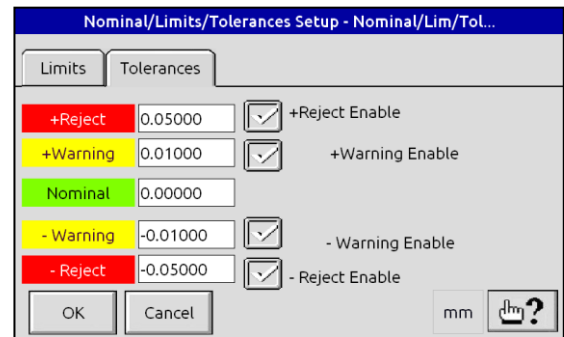 Nominal/Limits/Tolerances Setup - Nominal/Lim/Tol...
Limits Tolerances
+Reject 0.05000 +Reject Enable
+Warning 0.01000 +Warning Enable
Nominal 0.00000
- Warning -0.01000 - Warning Enable
- Reject -0.05000 - Reject Enable
OK Cancel mm ?